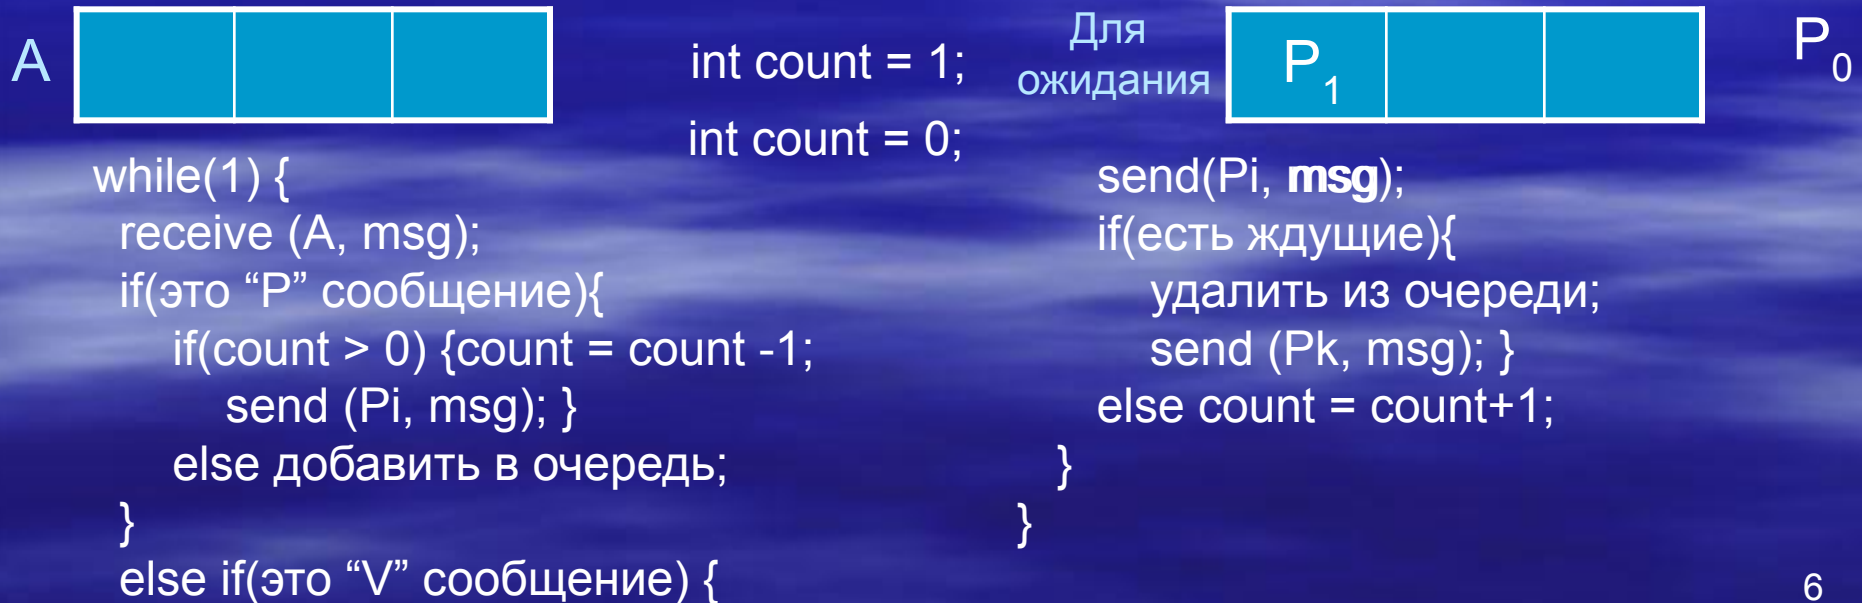 A
int count = 1;
int count = 0;
Для
ожидания
P1
P0
while(1) {
receive (A, msg);
if(это “P” сообщение){
if(count > 0) {count = count -1;
send (Pi, msg); }
else добавить в очередь;
}
else if(это “V” сообщение) {
send(Pi, msg);
if(есть ждущие){
удалить из очереди;
send (Pk, msg); }
else count = count+1;
}
}
6